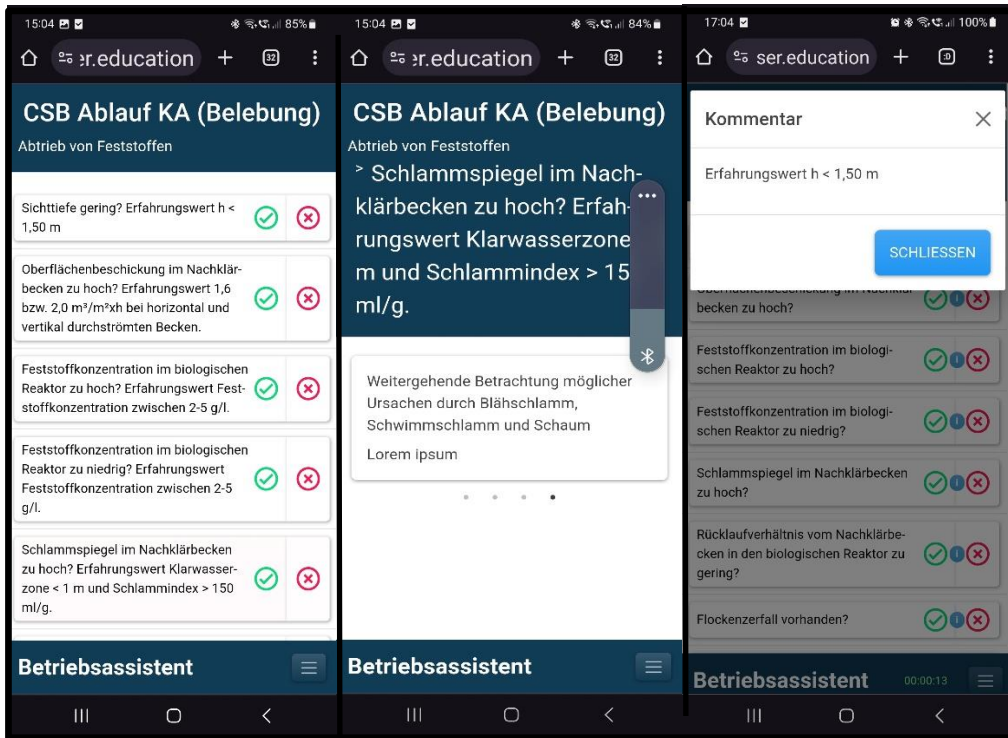 15:04 85%
er.education + 32
CSB Ablauf KA (Belebung)
Abtrieb von Feststoffen
Sichttiefe gering? Erfahrungswert h <
1,50 m
Oberflächenbeschickung im Nachklär-
becken zu hoch? Erfahrungswert 1,6
bzw. 2,0 m³/m²xh bei horizontal und
vertikal durchströmten Becken.
Feststoffkonzentration im biologischen
Reaktor zu hoch? Erfahrungswert Fest-
stoffkonzentration zwischen 2-5 g/l.
Feststoffkonzentration im biologischen
Reaktor zu niedrig? Erfahrungswert
Feststoffkonzentration zwischen 2-5
g/l.
Schlammspiegel im Nachklärbecken
zu hoch? Erfahrungswert Klarwasser-
zone < 1 m und Schlammindex > 150
ml/g.
Betriebsassistent
15:04 84%
er.education + 32
CSB Ablauf KA (Belebung)
Abtrieb von Feststoffen
> Schlammspiegel im Nach-
klärbecken zu hoch? Erfah-
rungswert Klarwasserzone
m und Schlammindex > 15
ml/g.
Weitergehende Betrachtung möglicher
Ursachen durch Blähschlamm,
Schwimmschlamm und Schaum
Lorem ipsum
Betriebsassistent
17:04 100%
ser.education + :D
Kommentar
Erfahrungswert h < 1,50 m
SCHLIESSEN
Oberflächenbeschickung im Nachklär-
becken zu hoch?
Feststoffkonzentration im biologi-
schen Reaktor zu hoch?
Feststoffkonzentration im biologi-
schen Reaktor zu niedrig?
Schlammspiegel im Nachklärbecken
zu hoch?
Rücklaufverhältnis vom Nachklärbe-
cken in den biologischen Reaktor zu
gering?
Flockenzerfall vorhanden?
Betriebsassistent 00:00:13